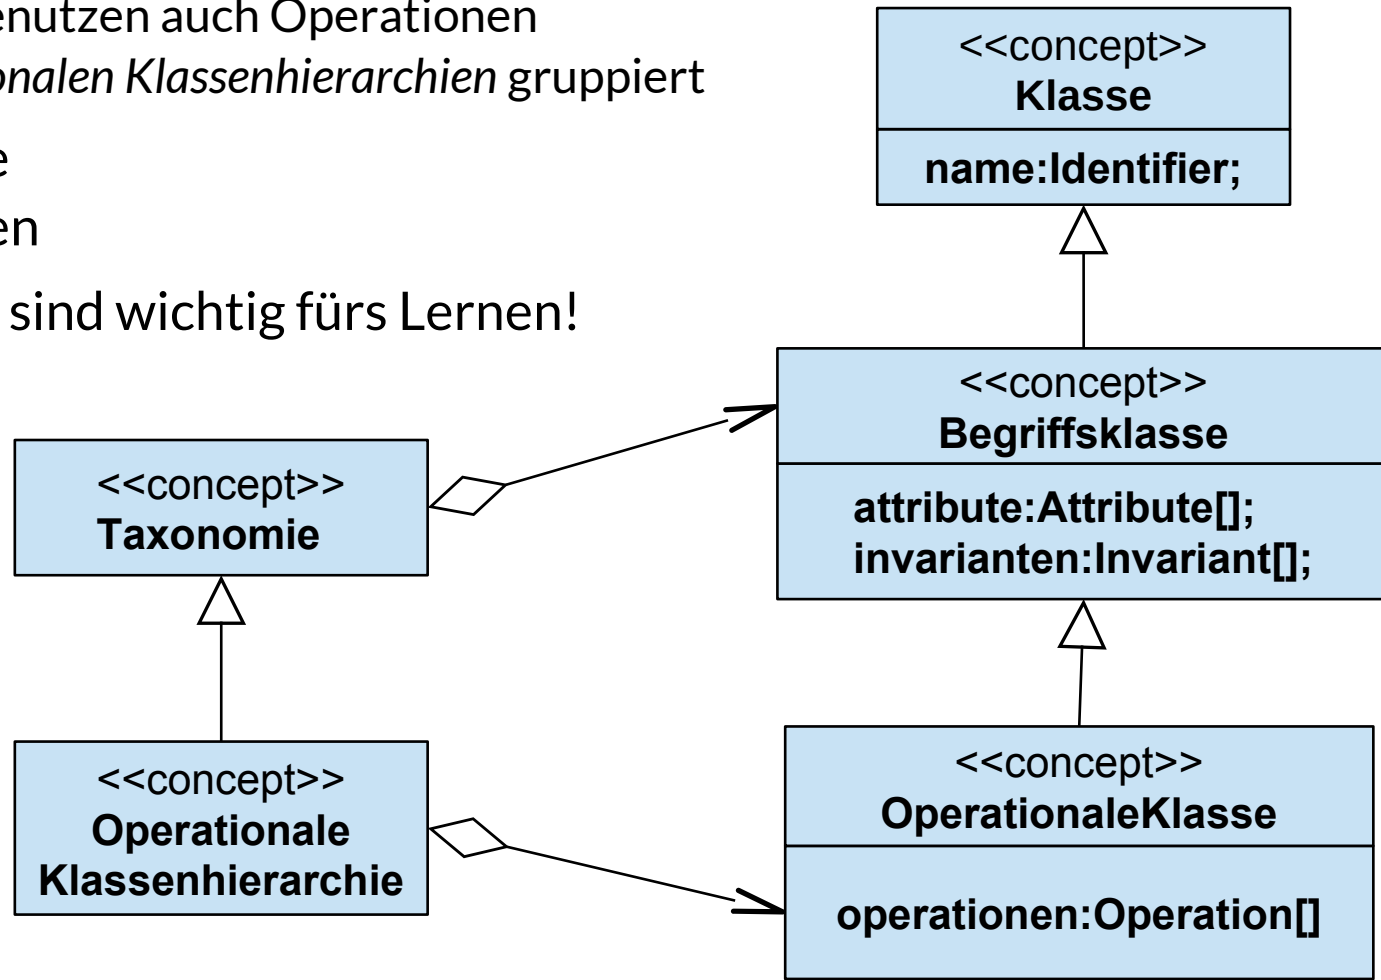 enutzen auch Operationen
onalen Klassenhierarchien gruppiert
e
en
sind wichtig fürs Lernen!
<<concept>>
Klasse
name:Identifier;
<<concept>>
Begriffsklasse
attribute:Attribute[];
invarianten:Invariant[];
<<concept>>
Taxonomie
<<concept>>
Operationale
Klassenhierarchie
<<concept>>
OperationaleKlasse
operationen:Operation[]